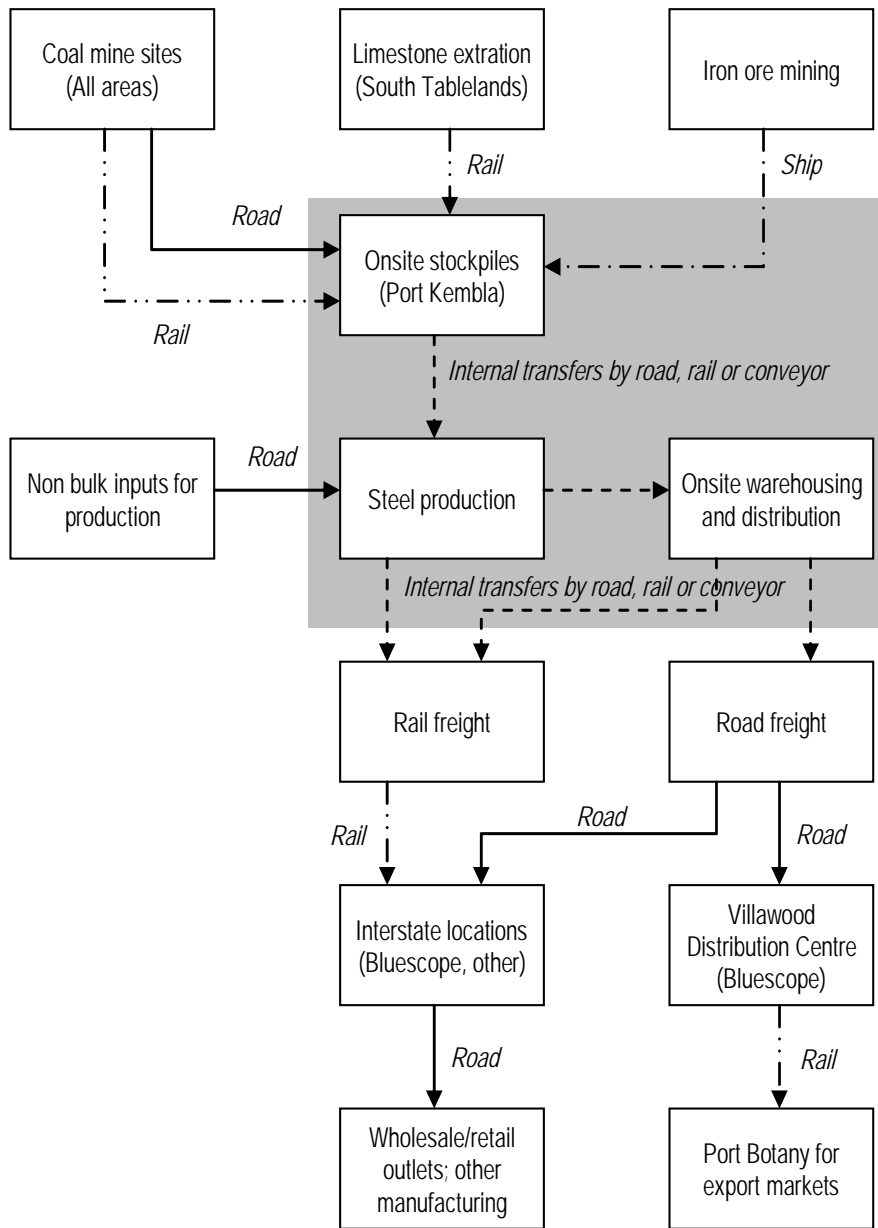 Coal mine sites
(All areas)
Limestone extration
(South Tablelands)
Iron ore mining
Rail
Ship
Road
Onsite stockpiles
(Port Kembla)
Rail
Internal transfers by road, rail or conveyor
Non bulk inputs for
production
Road
Steel production
Onsite warehousing
and distribution
Internal transfers by road, rail or conveyor
Rail freight
Road freight
Rail
Road
Road
Interstate locations
(Bluescope, other)
Villawood
Distribution Centre
(Bluescope)
Road
Rail
Wholesale/retail
outlets; other
manufacturing
Port Botany for
export markets